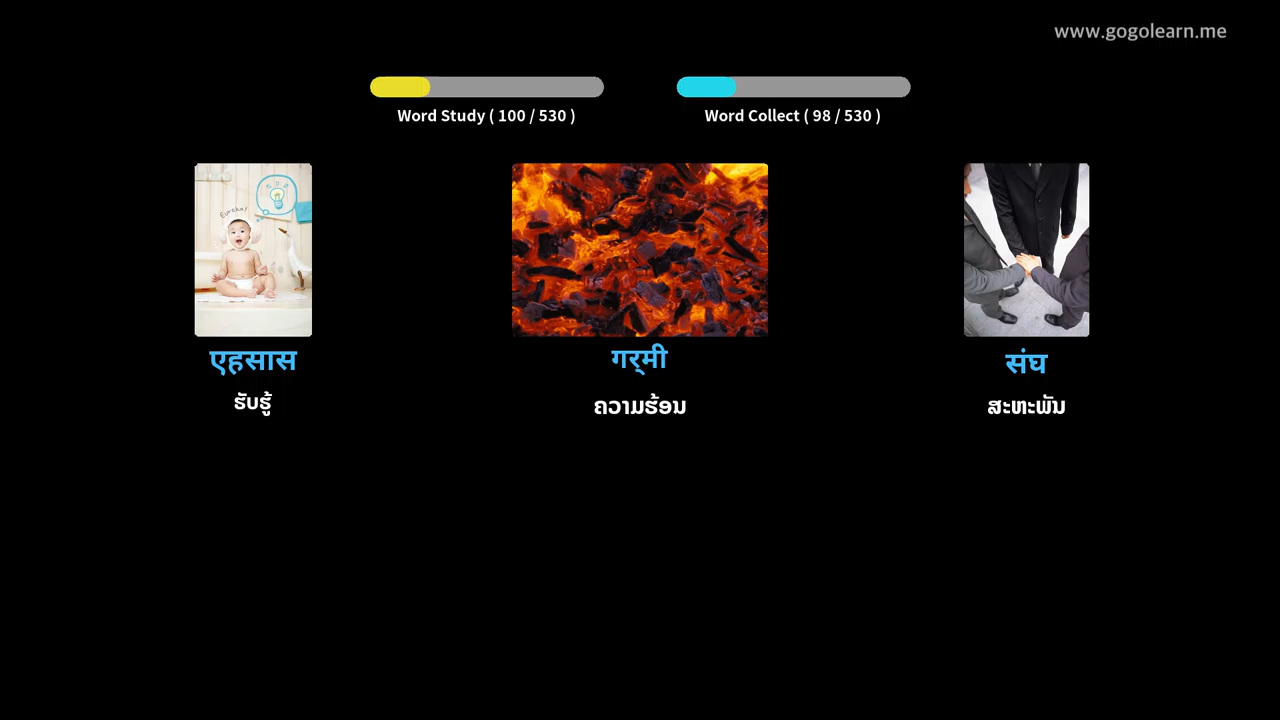 www.gogolearn.me
Word Study ( 100 / 530 )
Word Collect ( 98 / 530 )
Eureka!
एहसास
गर्मी
संघ
ຮັບຮູ້
ຄວາມຮ້ອນ
ສະຫະພັນ